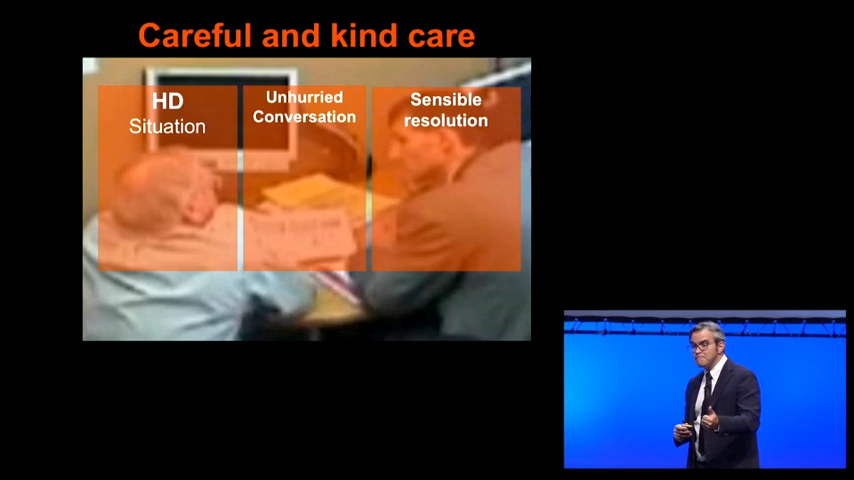 Careful and kind care
HD
Situation
Unhurried
Conversation
Sensible
resolution